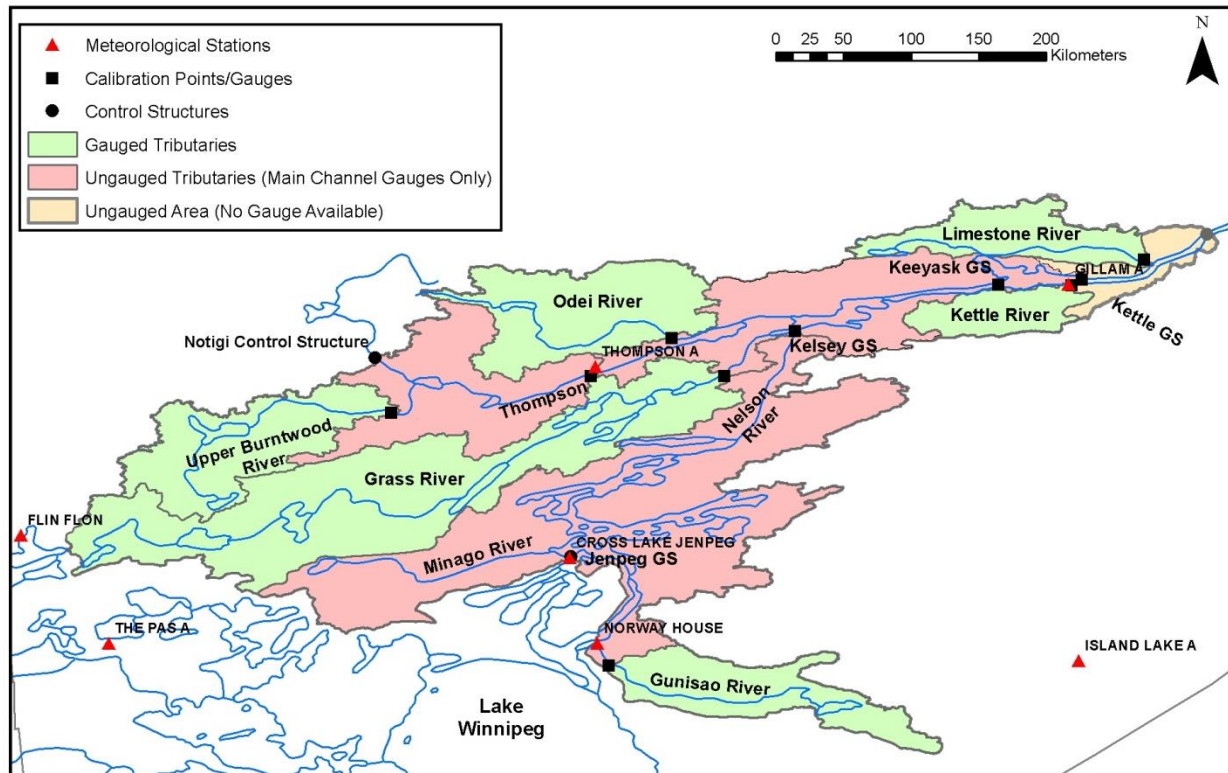 Meteorological Stations
Calibration Points/Gauges
Control Structures
Gauged Tributaries
Ungauged Tributaries (Main Channel Gauges Only)
Ungauged Area (No Gauge Available)
0 25 50 100 150 200
Kilometers
N
Limestone River
Keeyask GS
GILLAM A
Odei River
Kettle River
Kettle GS
Notigi Control Structure
THOMPSON A
Kelsey GS
Thompson
Nelson
River
Upper Burntwood
River
Grass River
FLIN FLON
Minago River
CROSS LAKE JENPEG
Jenpeg GS
THE PAS A
NORWAY HOUSE
ISLAND LAKE A
Gunisao River
Lake
Winnipeg